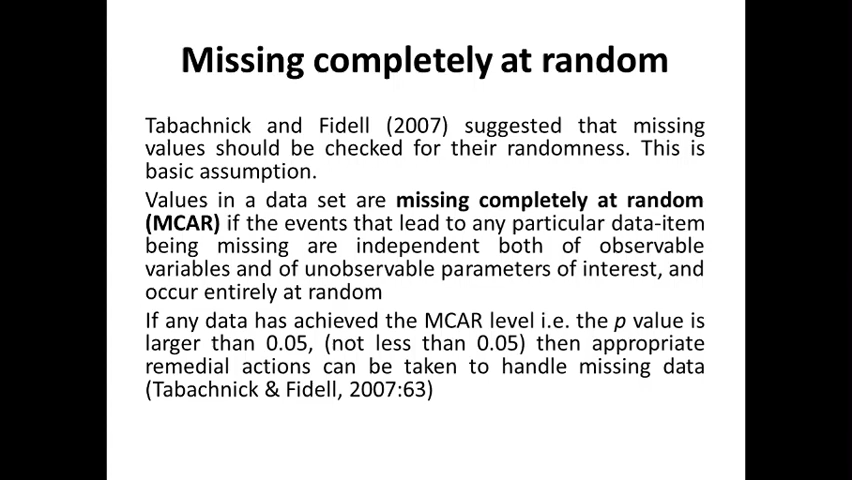 Missing completely at random
Tabachnick and Fidell (2007) suggested that missing
values should be checked for their randomness. This is
basic assumption.
Values in a data set are missing completely at random
(MCAR) if the events that lead to any particular data-item
being missing are independent both of observable
variables and of unobservable parameters of interest, and
occur entirely at random
If any data has achieved the MCAR level i.e. the p value is
larger than 0.05, (not less than 0.05) then appropriate
remedial actions can be taken to handle missing data
(Tabachnick & Fidell, 2007:63)